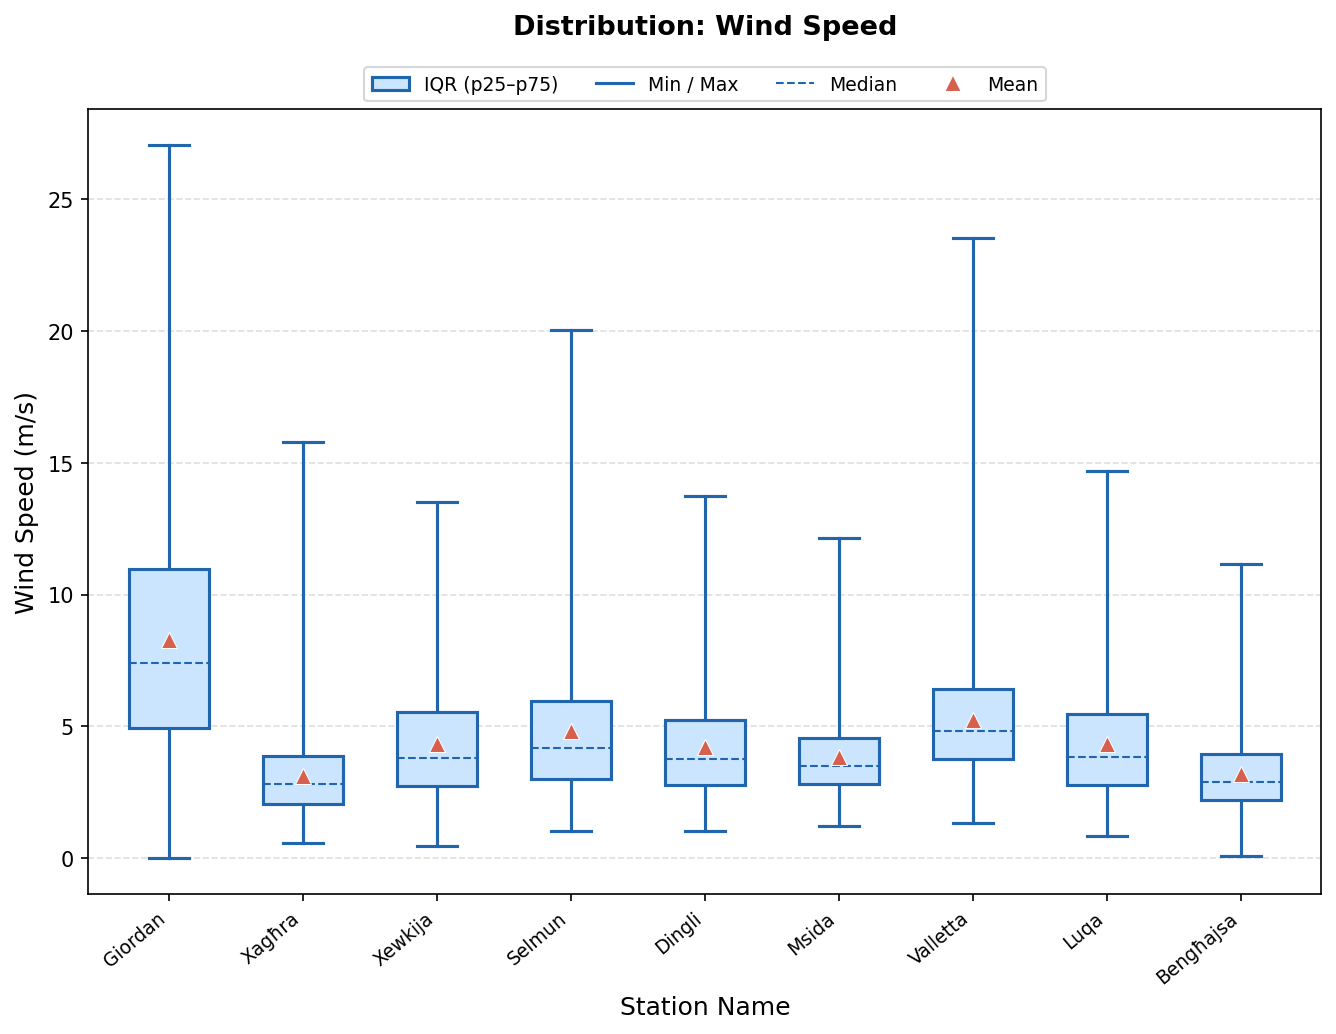 Distribution: Wind Speed
IQR (p25–p75)
Min / Max
Median
Mean
Wind Speed (m/s)
25
20
15
10
5
0
Giordan
Xagħra
Xewkija
Selmun
Dingli
Msida
Valletta
Luqa
Bengħajsa
Station Name